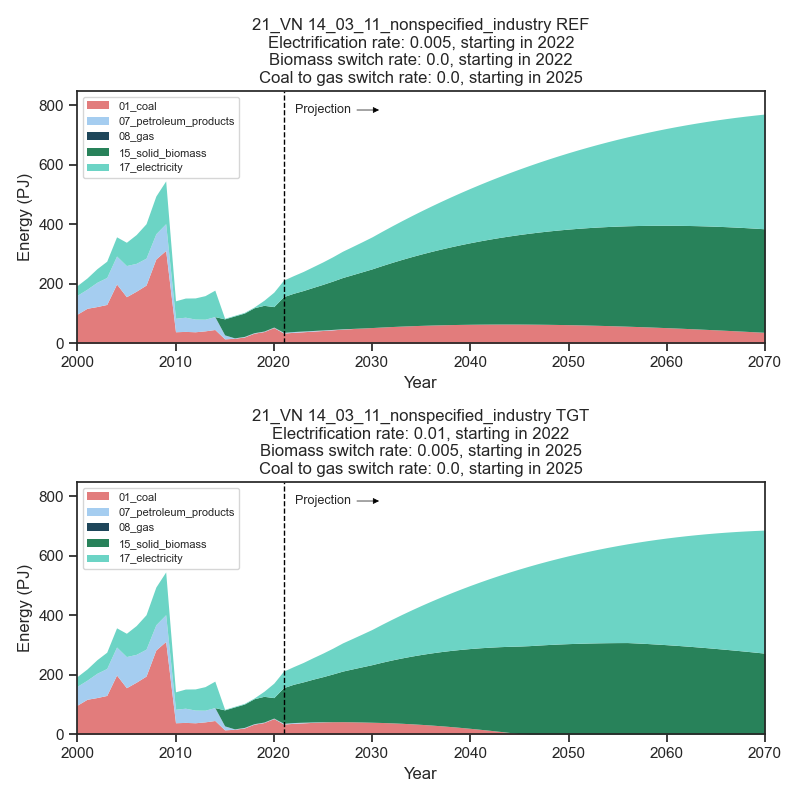 21_VN 14_03_11_nonspecified_industry REF
Electrification rate: 0.005, starting in 2022
Biomass switch rate: 0.0, starting in 2022
Coal to gas switch rate: 0.0, starting in 2025
800
600
400
200
0
Energy (PJ)
01_coal
07_petroleum_products
08_gas
15_solid_biomass
17_electricity
Projection
2000 2010 2020 2030 2040 2050 2060 2070
Year
21_VN 14_03_11_nonspecified_industry TGT
Electrification rate: 0.01, starting in 2022
Biomass switch rate: 0.005, starting in 2025
Coal to gas switch rate: 0.0, starting in 2025
800
600
400
200
0
Energy (PJ)
01_coal
07_petroleum_products
08_gas
15_solid_biomass
17_electricity
Projection
2000 2010 2020 2030 2040 2050 2060 2070
Year